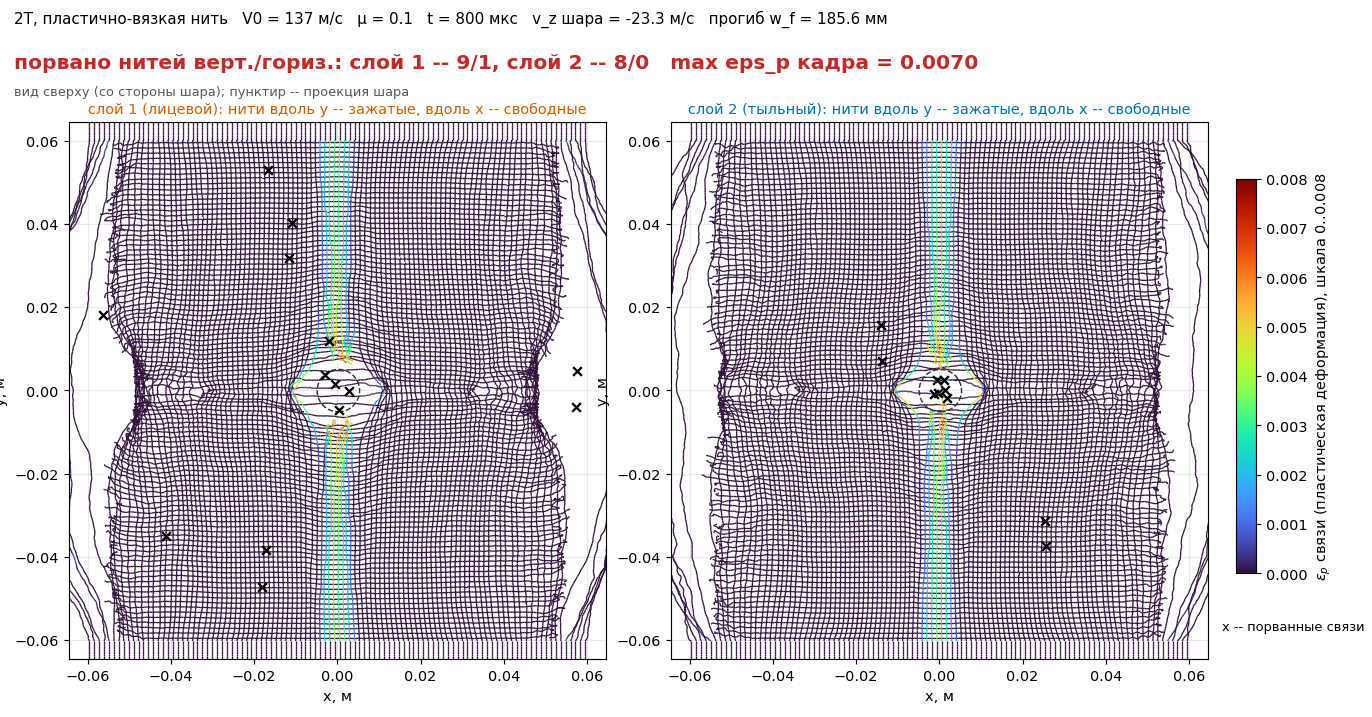 2T, пластично-вязкая нить   V0 = 137 м/с   μ = 0.1   t = 800 мкс   v_z шара = -23.3 м/с   прогиб w_f = 185.6 мм
порвано нитей верт./гориз.: слой 1 -- 9/1, слой 2 -- 8/0   max eps_p кадра = 0.0070
вид сверху (со стороны шара); пунктир -- проекция шара
слой 1 (лицевой): нити вдоль y -- зажатые, вдоль x -- свободные
слой 2 (тыльный): нити вдоль y -- зажатые, вдоль x -- свободные
0.06
0.04
0.02
0.00
−0.02
−0.04
−0.06
y, м
−0.06 −0.04 −0.02 0.00 0.02 0.04 0.06
x, м
0.06
0.04
0.02
0.00
−0.02
−0.04
−0.06
y, м
−0.06 −0.04 −0.02 0.00 0.02 0.04 0.06
x, м
0.008
0.007
0.006
0.005
0.004
0.003
0.002
0.001
0.000
εp связи (пластическая деформация), шкала 0..0.008
x -- порванные связи